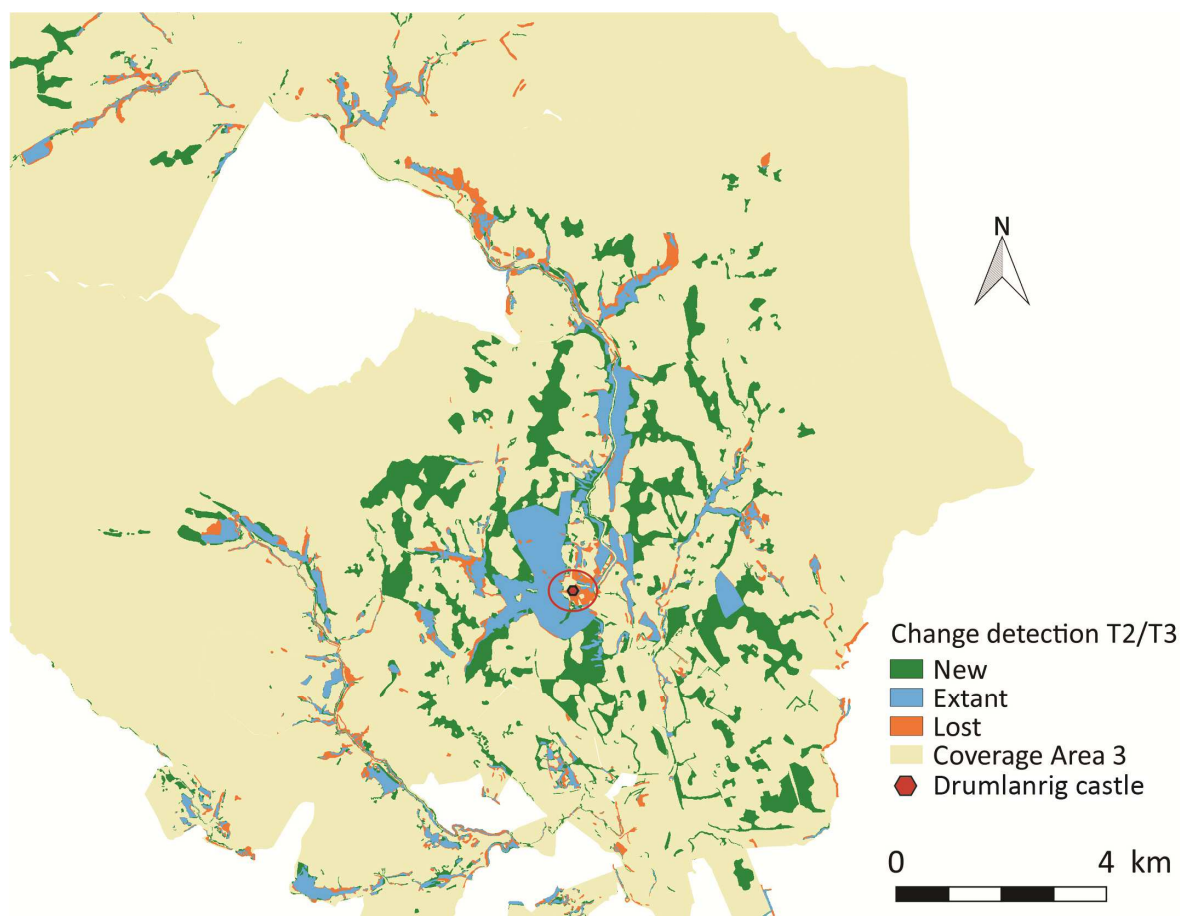 N
Change detection T2/T3
New
Extant
Lost
Coverage Area 3
Drumlanrig castle
0 4 km